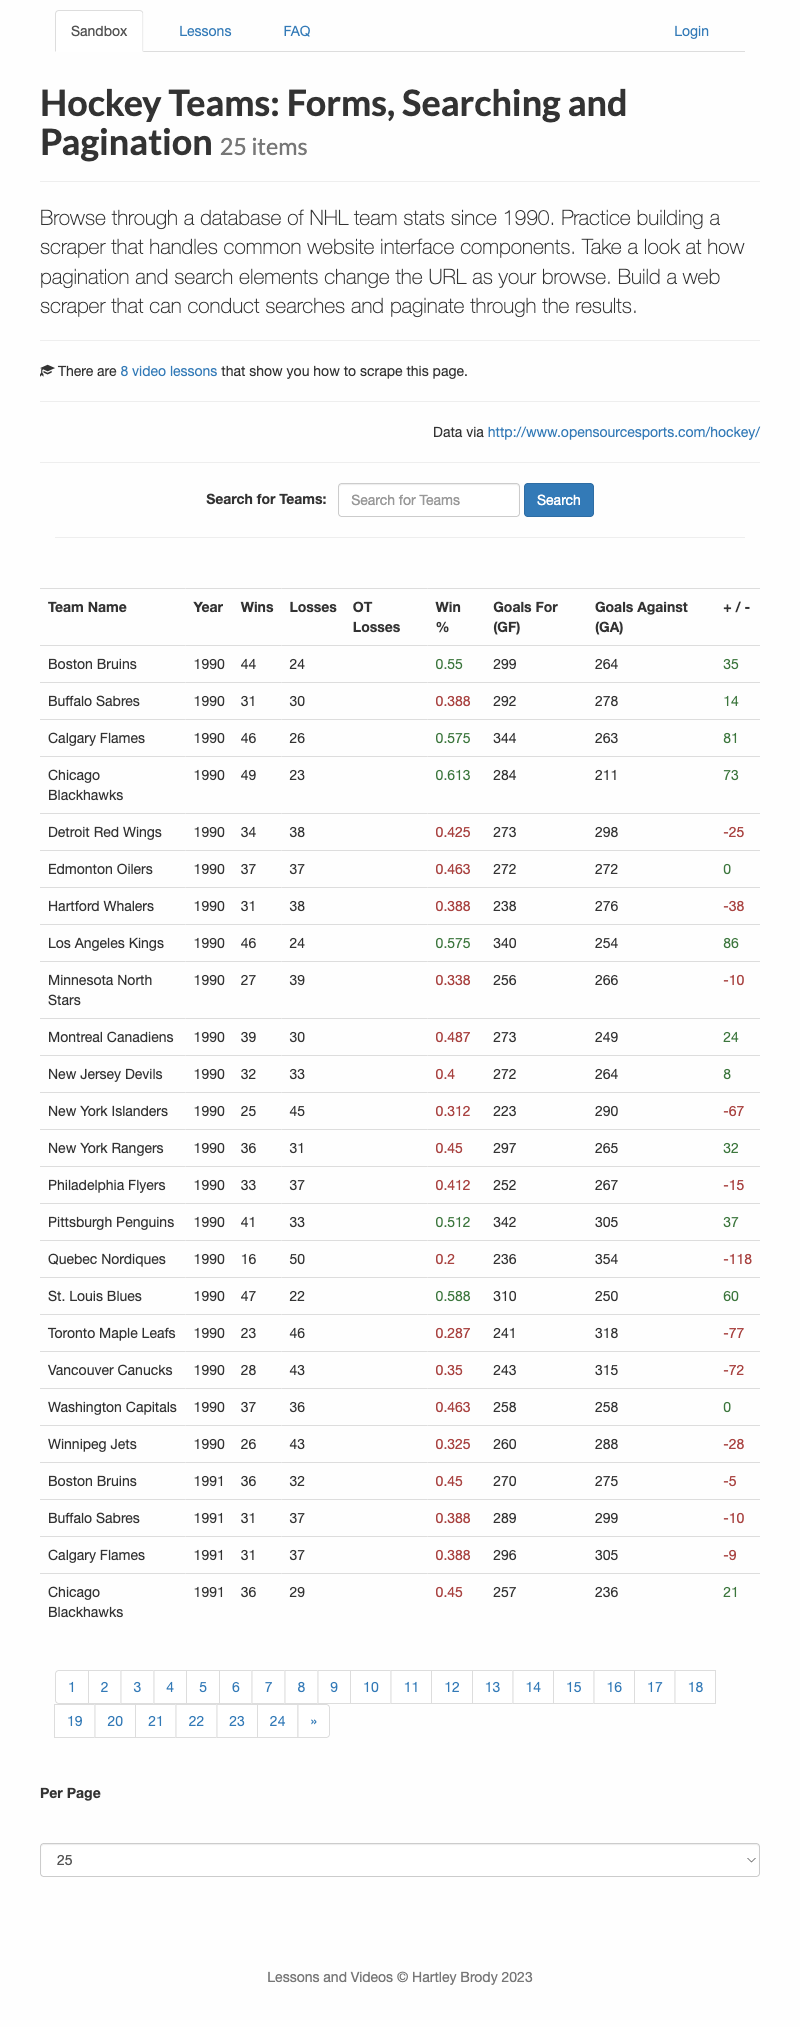 Sandbox Lessons FAQ Login
Hockey Teams: Forms, Searching and
Pagination 25 items
Browse through a database of NHL team stats since 1990. Practice building a
scraper that handles common website interface components. Take a look at how
pagination and search elements change the URL as your browse. Build a web
scraper that can conduct searches and paginate through the results.
There are 8 video lessons that show you how to scrape this page.
Data via http://www.opensourcesports.com/hockey/
Search for Teams: Search for Teams Search
Team Name Year Wins Losses OT Losses Win % Goals For (GF) Goals Against (GA) + / -
Boston Bruins 1990 44 24 0.55 299 264 35
Buffalo Sabres 1990 31 30 0.388 292 278 14
Calgary Flames 1990 46 26 0.575 344 263 81
Chicago Blackhawks 1990 49 23 0.613 284 211 73
Detroit Red Wings 1990 34 38 0.425 273 298 -25
Edmonton Oilers 1990 37 37 0.463 272 272 0
Hartford Whalers 1990 31 38 0.388 238 276 -38
Los Angeles Kings 1990 46 24 0.575 340 254 86
Minnesota North Stars 1990 27 39 0.338 256 266 -10
Montreal Canadiens 1990 39 30 0.487 273 249 24
New Jersey Devils 1990 32 33 0.4 272 264 8
New York Islanders 1990 25 45 0.312 223 290 -67
New York Rangers 1990 36 31 0.45 297 265 32
Philadelphia Flyers 1990 33 37 0.412 252 267 -15
Pittsburgh Penguins 1990 41 33 0.512 342 305 37
Quebec Nordiques 1990 16 50 0.2 236 354 -118
St. Louis Blues 1990 47 22 0.588 310 250 60
Toronto Maple Leafs 1990 23 46 0.287 241 318 -77
Vancouver Canucks 1990 28 43 0.35 243 315 -72
Washington Capitals 1990 37 36 0.463 258 258 0
Winnipeg Jets 1990 26 43 0.325 260 288 -28
Boston Bruins 1991 36 32 0.45 270 275 -5
Buffalo Sabres 1991 31 37 0.388 289 299 -10
Calgary Flames 1991 31 37 0.388 296 305 -9
Chicago Blackhawks 1991 36 29 0.45 257 236 21
1 2 3 4 5 6 7 8 9 10 11 12 13 14 15 16 17 18
19 20 21 22 23 24 »
Per Page
25
Lessons and Videos © Hartley Brody 2023